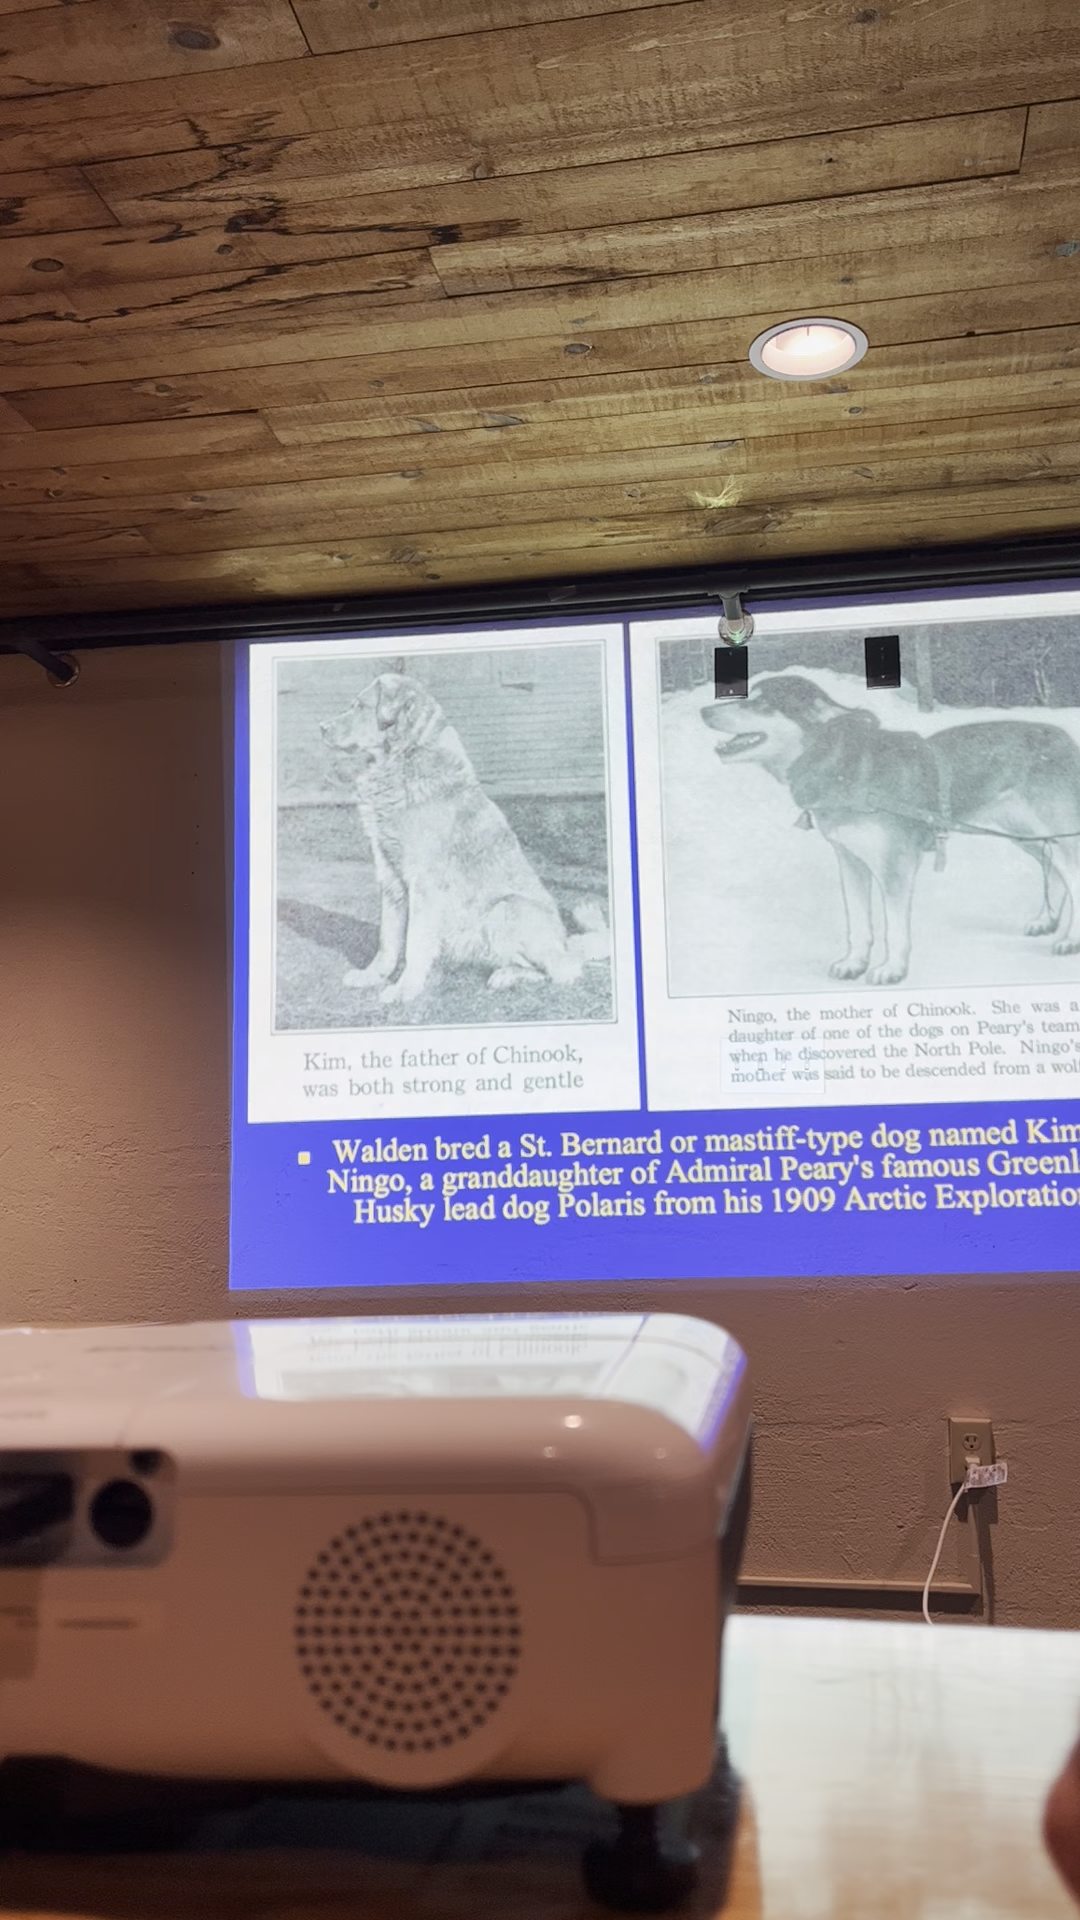 Kim, the father of Chinook,
was both strong and gentle
Ningo, the mother of Chinook. She was a
daughter of one of the dogs on Peary's team
when he discovered the North Pole. Ningo's
mother was said to be descended from a wol
Walden bred a St. Bernard or mastiff-type dog named Kim
Ningo, a granddaughter of Admiral Peary's famous Greenl
Husky lead dog Polaris from his 1909 Arctic Exploratio